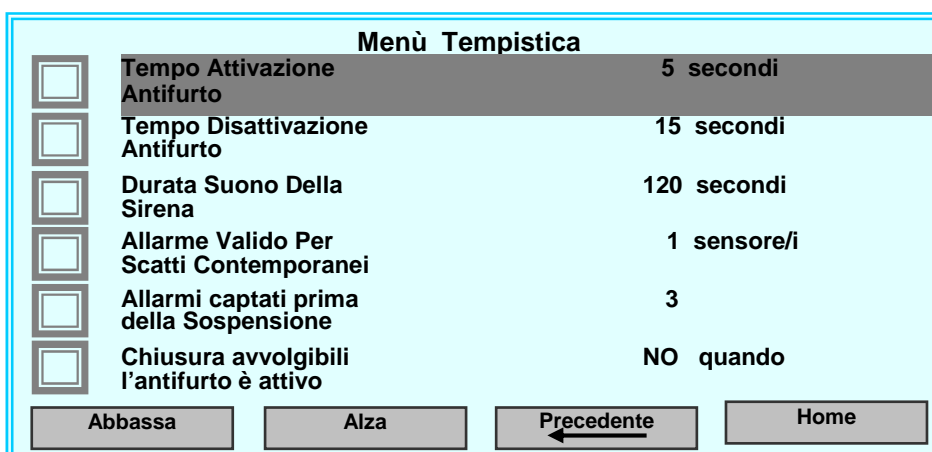 Menù Tempistica
Tempo Attivazione 5 secondi
Antifurto
Tempo Disattivazione 15 secondi
Antifurto
Durata Suono Della 120 secondi
Sirena
Allarme Valido Per 1 sensore/i
Scatti Contemporanei
Allarmi captati prima 3
della Sospensione
Chiusura avvolgibili NO quando
l'antifurto è attivo
Abbassa Alza Precedente Home